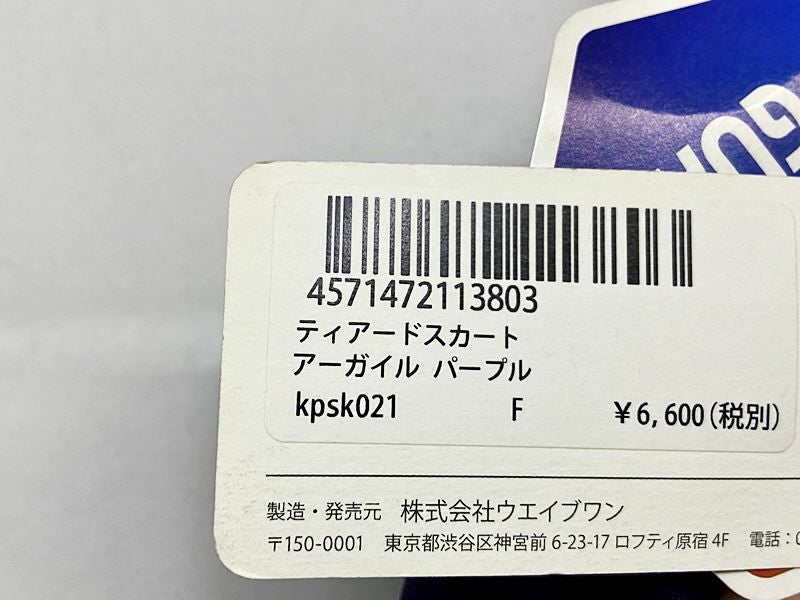 4571472113803
ティアードスカート
アーガイル パープル
kpsk021 F ￥6,600(税別)
製造・発売元 株式会社ウエイブワン
〒150-0001 東京都渋谷区神宮前 6-23-17 ロフティ原宿 4F 電話：